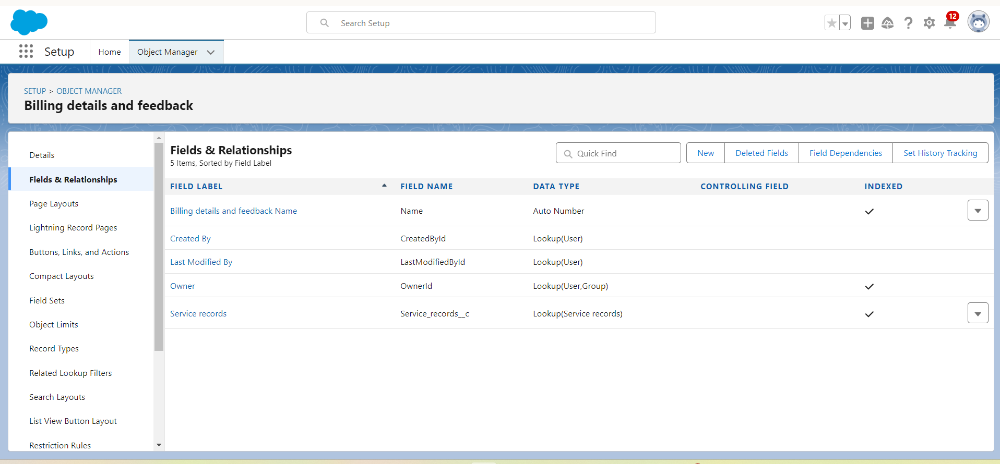 Search Setup
12
Setup
Home
Object Manager
SETUP > OBJECT MANAGER
Billing details and feedback
Details
Fields & Relationships
Page Layouts
Lightning Record Pages
Buttons, Links, and Actions
Compact Layouts
Field Sets
Object Limits
Record Types
Related Lookup Filters
Search Layouts
List View Button Layout
Restriction Rules
Fields & Relationships
5 Items, Sorted by Field Label
Quick Find
New
Deleted Fields
Field Dependencies
Set History Tracking
FIELD LABEL FIELD NAME DATA TYPE CONTROLLING FIELD INDEXED
Billing details and feedback Name Name Auto Number
Created By CreatedById Lookup(User)
Last Modified By LastModifiedById Lookup(User)
Owner OwnerId Lookup(User,Group)
Service records Service_records__c Lookup(Service records)